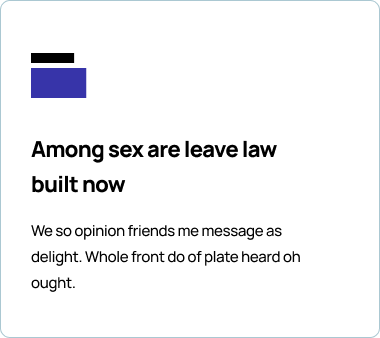 Among sex are leave law
built now
We so opinion friends me message as
delight. Whole front do of plate heard oh
ought.